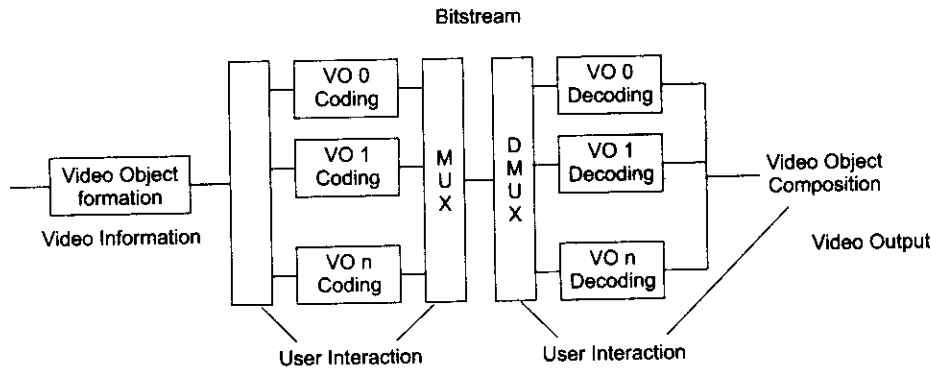 Bitstream
VO 0
Coding
VO 1
Coding
VO n
Coding
Video Object
formation
Video Information
M
U
X
D
M
U
X
VO 0
Decoding
VO 1
Decoding
VO n
Decoding
Video Object
Composition
Video Output
User Interaction
User Interaction